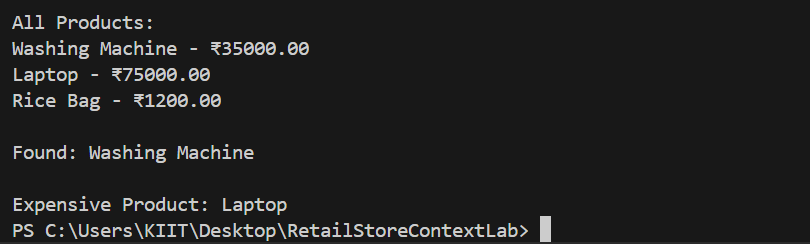 All Products:
Washing Machine - ₹35000.00
Laptop - ₹75000.00
Rice Bag - ₹1200.00
Found: Washing Machine
Expensive Product: Laptop
PS C:\Users\KIIT\Desktop\RetailStoreContextLab>